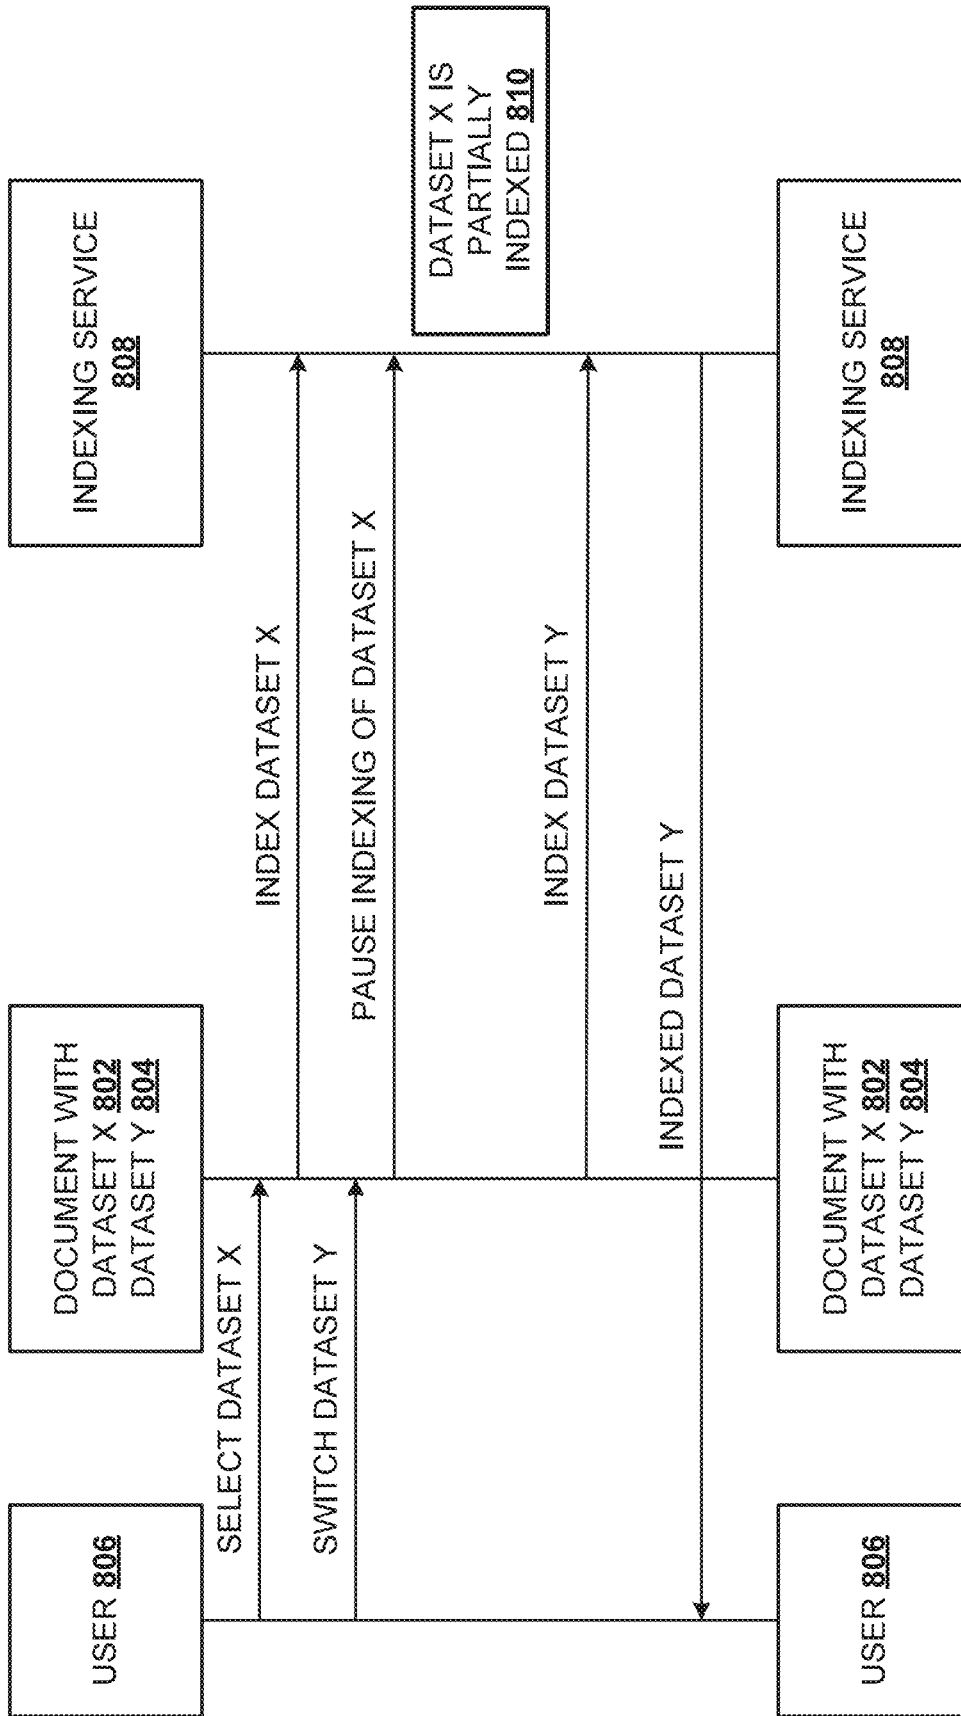 USER 806
DOCUMENT WITH
DATASET X 802
DATASET Y 804
INDEXING SERVICE
808
SELECT DATASET X
INDEX DATASET X
SWITCH DATASET Y
PAUSE INDEXING OF DATASET X
DATASET X IS
PARTIALLY
INDEXED 810
INDEX DATASET Y
INDEXED DATASET Y
USER 806
DOCUMENT WITH
DATASET X 802
DATASET Y 804
INDEXING SERVICE
808